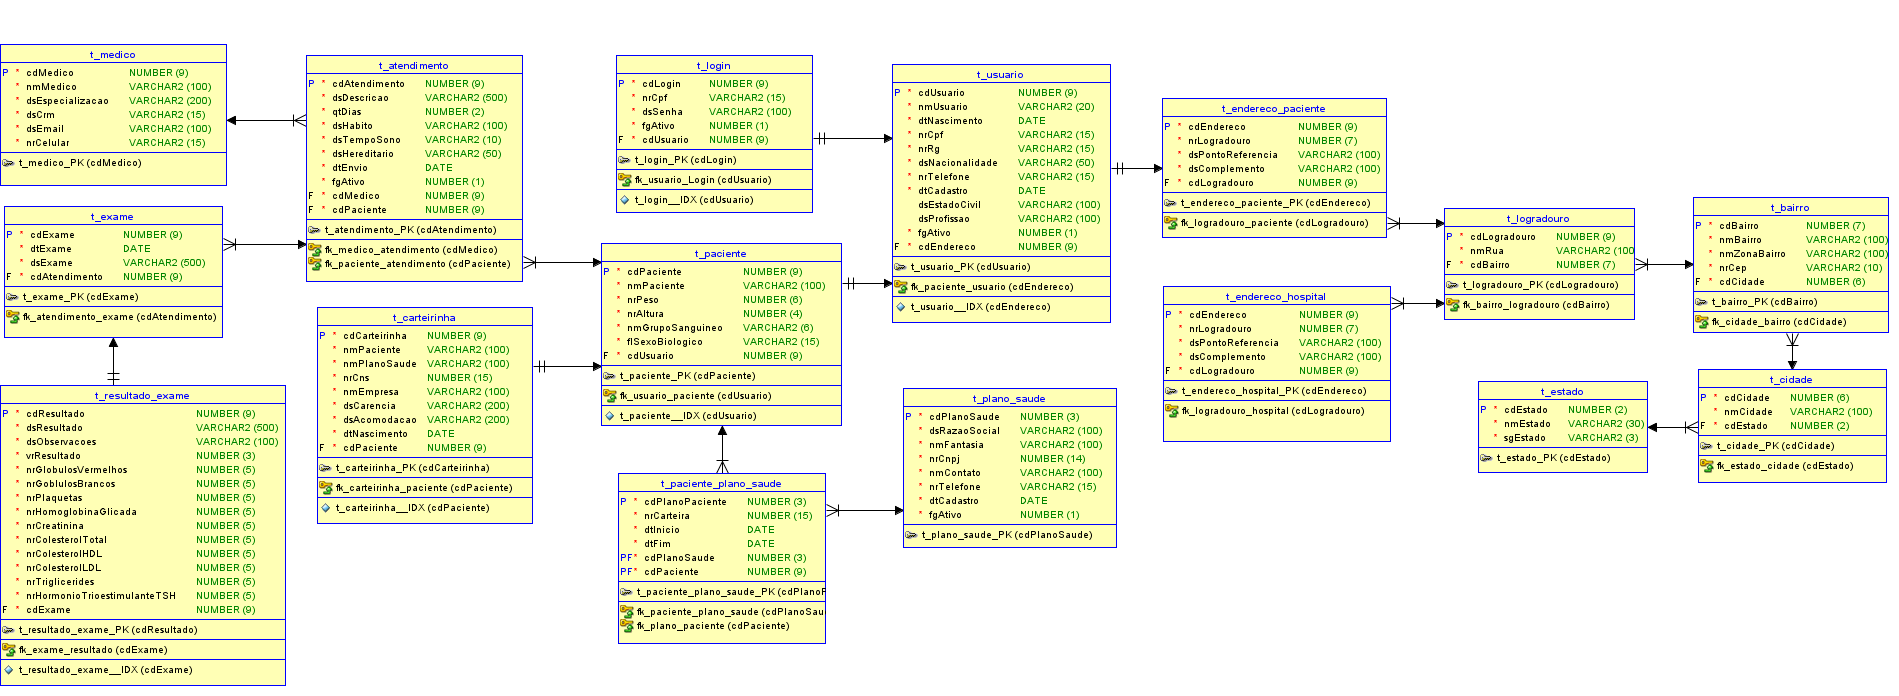 t_medico
P * cdMedico NUMBER (9)
* nmMedico VARCHAR2 (100)
* dsEspecializacao VARCHAR2 (200)
* dsCrm VARCHAR2 (15)
* dsEmail VARCHAR2 (100)
* nrCelular VARCHAR2 (15)
t_medico_PK (cdMedico)
t_exame
P * cdExame NUMBER (9)
* dtExame DATE
* dsExame VARCHAR2 (500)
F * cdAtendimento NUMBER (9)
t_exame_PK (cdExame)
fk_atendimento_exame (cdAtendimento)
t_resultado_exame
P * cdResultado NUMBER (9)
* dsResultado VARCHAR2 (500)
* dsObservacoes VARCHAR2 (100)
* vrResultado NUMBER (3)
* nrGlobulosVermelhos NUMBER (5)
* nrGoblulosBrancos NUMBER (5)
* nrPlaquetas NUMBER (5)
* nrHomoglobinaGlicada NUMBER (5)
* nrCreatinina NUMBER (5)
* nrColesterolTotal NUMBER (5)
* nrColesterolHDL NUMBER (5)
* nrColesterolLDL NUMBER (5)
* nrTriglicerides NUMBER (5)
* nrHormonioTrioestimulanteTSH NUMBER (5)
F * cdExame NUMBER (9)
t_resultado_exame_PK (cdResultado)
fk_exame_resultado (cdExame)
t_resultado_exame__IDX (cdExame)
t_atendimento
P * cdAtendimento NUMBER (9)
* dsDescricao VARCHAR2 (500)
* qtDias NUMBER (2)
* dsHabito VARCHAR2 (100)
* dsTempoSono VARCHAR2 (10)
* dsHereditario VARCHAR2 (50)
* dtEnvio DATE
* fgAtivo NUMBER (1)
F * cdMedico NUMBER (9)
F * cdPaciente NUMBER (9)
t_atendimento_PK (cdAtendimento)
fk_medico_atendimento (cdMedico)
fk_paciente_atendimento (cdPaciente)
t_carteirinha
P * cdCarteirinha NUMBER (9)
* nmPaciente VARCHAR2 (100)
* nmPlanoSaude VARCHAR2 (100)
* nrCns NUMBER (15)
* nmEmpresa VARCHAR2 (100)
* dsCarencia VARCHAR2 (200)
* dsAcomodacao VARCHAR2 (200)
* dtNascimento DATE
F * cdPaciente NUMBER (9)
t_carteirinha_PK (cdCarteirinha)
fk_carteirinha_paciente (cdPaciente)
t_carteirinha__IDX (cdPaciente)
t_login
P * cdLogin NUMBER (9)
* nrCpf VARCHAR2 (15)
* dsSenha VARCHAR2 (100)
* fgAtivo NUMBER (1)
F * cdUsuario NUMBER (9)
t_login_PK (cdLogin)
fk_usuario_Login (cdUsuario)
t_login__IDX (cdUsuario)
t_paciente
P * cdPaciente NUMBER (9)
* nmPaciente VARCHAR2 (100)
* nrPeso NUMBER (6)
* nrAltura NUMBER (4)
* nmGrupoSanguineo VARCHAR2 (6)
* flSexoBiologico VARCHAR2 (15)
F * cdUsuario NUMBER (9)
t_paciente_PK (cdPaciente)
fk_usuario_paciente (cdUsuario)
t_paciente__IDX (cdUsuario)
t_paciente_plano_saude
P * cdPlanoPaciente NUMBER (3)
* nrCarteira NUMBER (15)
* dtInicio DATE
* dtFim DATE
PF* cdPlanoSaude NUMBER (3)
PF* cdPaciente NUMBER (9)
t_paciente_plano_saude_PK (cdPlanoP
fk_paciente_plano_saude (cdPlanoSau
fk_plano_paciente (cdPaciente)
t_usuario
P * cdUsuario NUMBER (9)
* nmUsuario VARCHAR2 (20)
* dtNascimento DATE
* nrCpf VARCHAR2 (15)
* nrRg VARCHAR2 (15)
* dsNacionalidade VARCHAR2 (50)
* nrTelefone VARCHAR2 (15)
* dtCadastro DATE
* dsEstadoCivil VARCHAR2 (100)
* dsProfissao VARCHAR2 (100)
* fgAtivo NUMBER (1)
F * cdEndereco NUMBER (9)
t_usuario_PK (cdUsuario)
fk_paciente_usuario (cdEndereco)
t_usuario__IDX (cdEndereco)
t_plano_saude
P * cdPlanoSaude NUMBER (3)
* dsRazaoSocial VARCHAR2 (100)
* nmFantasia VARCHAR2 (100)
* nrCnpj NUMBER (14)
* nmContato VARCHAR2 (100)
* nrTelefone VARCHAR2 (15)
* dtCadastro DATE
* fgAtivo NUMBER (1)
t_plano_saude_PK (cdPlanoSaude)
t_endereco_paciente
P * cdEndereco NUMBER (9)
* nrLogradouro NUMBER (7)
* dsPontoReferencia VARCHAR2 (100)
* dsComplemento VARCHAR2 (100)
F * cdLogradouro NUMBER (9)
t_endereco_paciente_PK (cdEndereco)
fk_logradouro_paciente (cdLogradouro)
t_endereco_hospital
P * cdEndereco NUMBER (9)
* nrLogradouro NUMBER (7)
* dsPontoReferencia VARCHAR2 (100)
* dsComplemento VARCHAR2 (100)
F * cdLogradouro NUMBER (9)
t_endereco_hospital_PK (cdEndereco)
fk_logradouro_hospital (cdLogradouro)
t_logradouro
P * cdLogradouro NUMBER (9)
* nmRua VARCHAR2 (100
F * cdBairro NUMBER (7)
t_logradouro_PK (cdLogradouro)
fk_bairro_logradouro (cdBairro)
t_bairro
P * cdBairro NUMBER (7)
* nmBairro VARCHAR2 (100)
* nmZonaBairro VARCHAR2 (100)
* nrCep VARCHAR2 (10)
F * cdCidade NUMBER (6)
t_bairro_PK (cdBairro)
fk_cidade_bairro (cdCidade)
t_estado
P * cdEstado NUMBER (2)
* nmEstado VARCHAR2 (30)
* sgEstado VARCHAR2 (3)
t_estado_PK (cdEstado)
t_cidade
P * cdCidade NUMBER (6)
* nmCidade VARCHAR2 (100)
F * cdEstado NUMBER (2)
t_cidade_PK (cdCidade)
fk_estado_cidade (cdEstado)